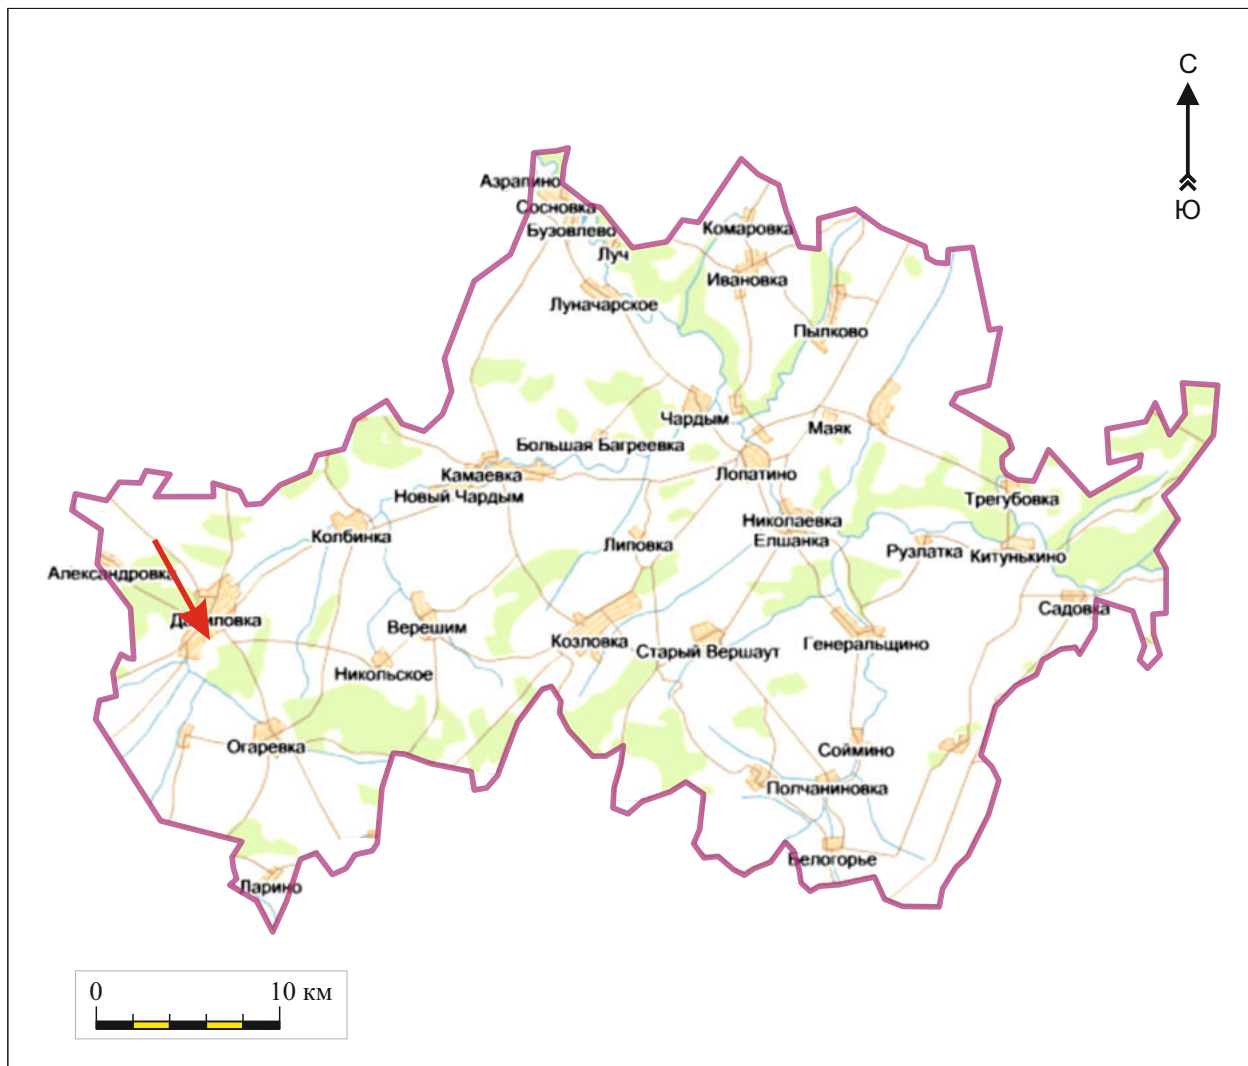 С
Ю
Азрапино
Сосновка
Бузовлево
Луч
Комаровка
Ивановка
Луначарское
Пылково
Чардым
Маяк
Большая Багреевка
Камаевка
Лопатино
Новый Чардым
Трегубовка
Николаевка
Колбинка
Елшанка
Липовка
Рузлатка
Китунькино
Александровка
Садовка
Даниловка
Верешим
Козловка
Старый Вершаут
Генеральщино
Никольское
Огаревка
Соймино
Полчаниновка
Белогорье
Ларино
0
10 км